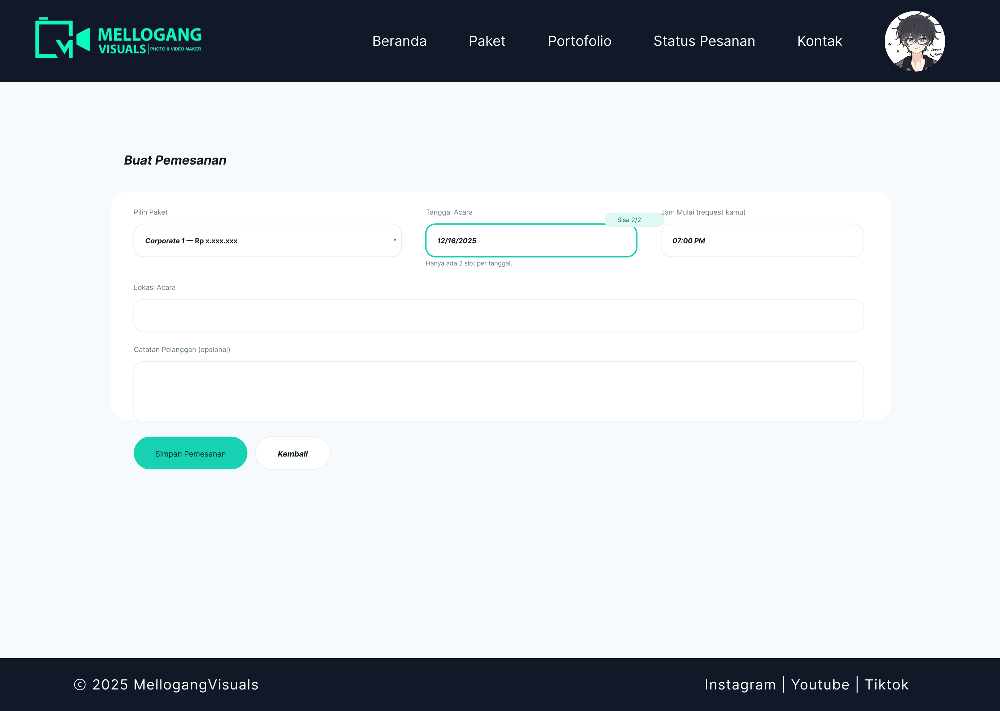 MELLOGANG
VISUALS | PHOTO & VIDEO MAKER
Beranda Paket Portofolio Status Pesanan Kontak
Jenius
Boy
Buat Pemesanan
Pilih Paket
Corporate 1 — Rp x.xxx.xxx
Tanggal Acara
Sisa 2/2
12/16/2025
Hanya ada 2 slot per tanggal.
Jam Mulai (request kamu)
07:00 PM
Lokasi Acara
Catatan Pelanggan (opsional)
Simpan Pemesanan
Kembali
© 2025 MellogangVisuals
Instagram | Youtube | Tiktok